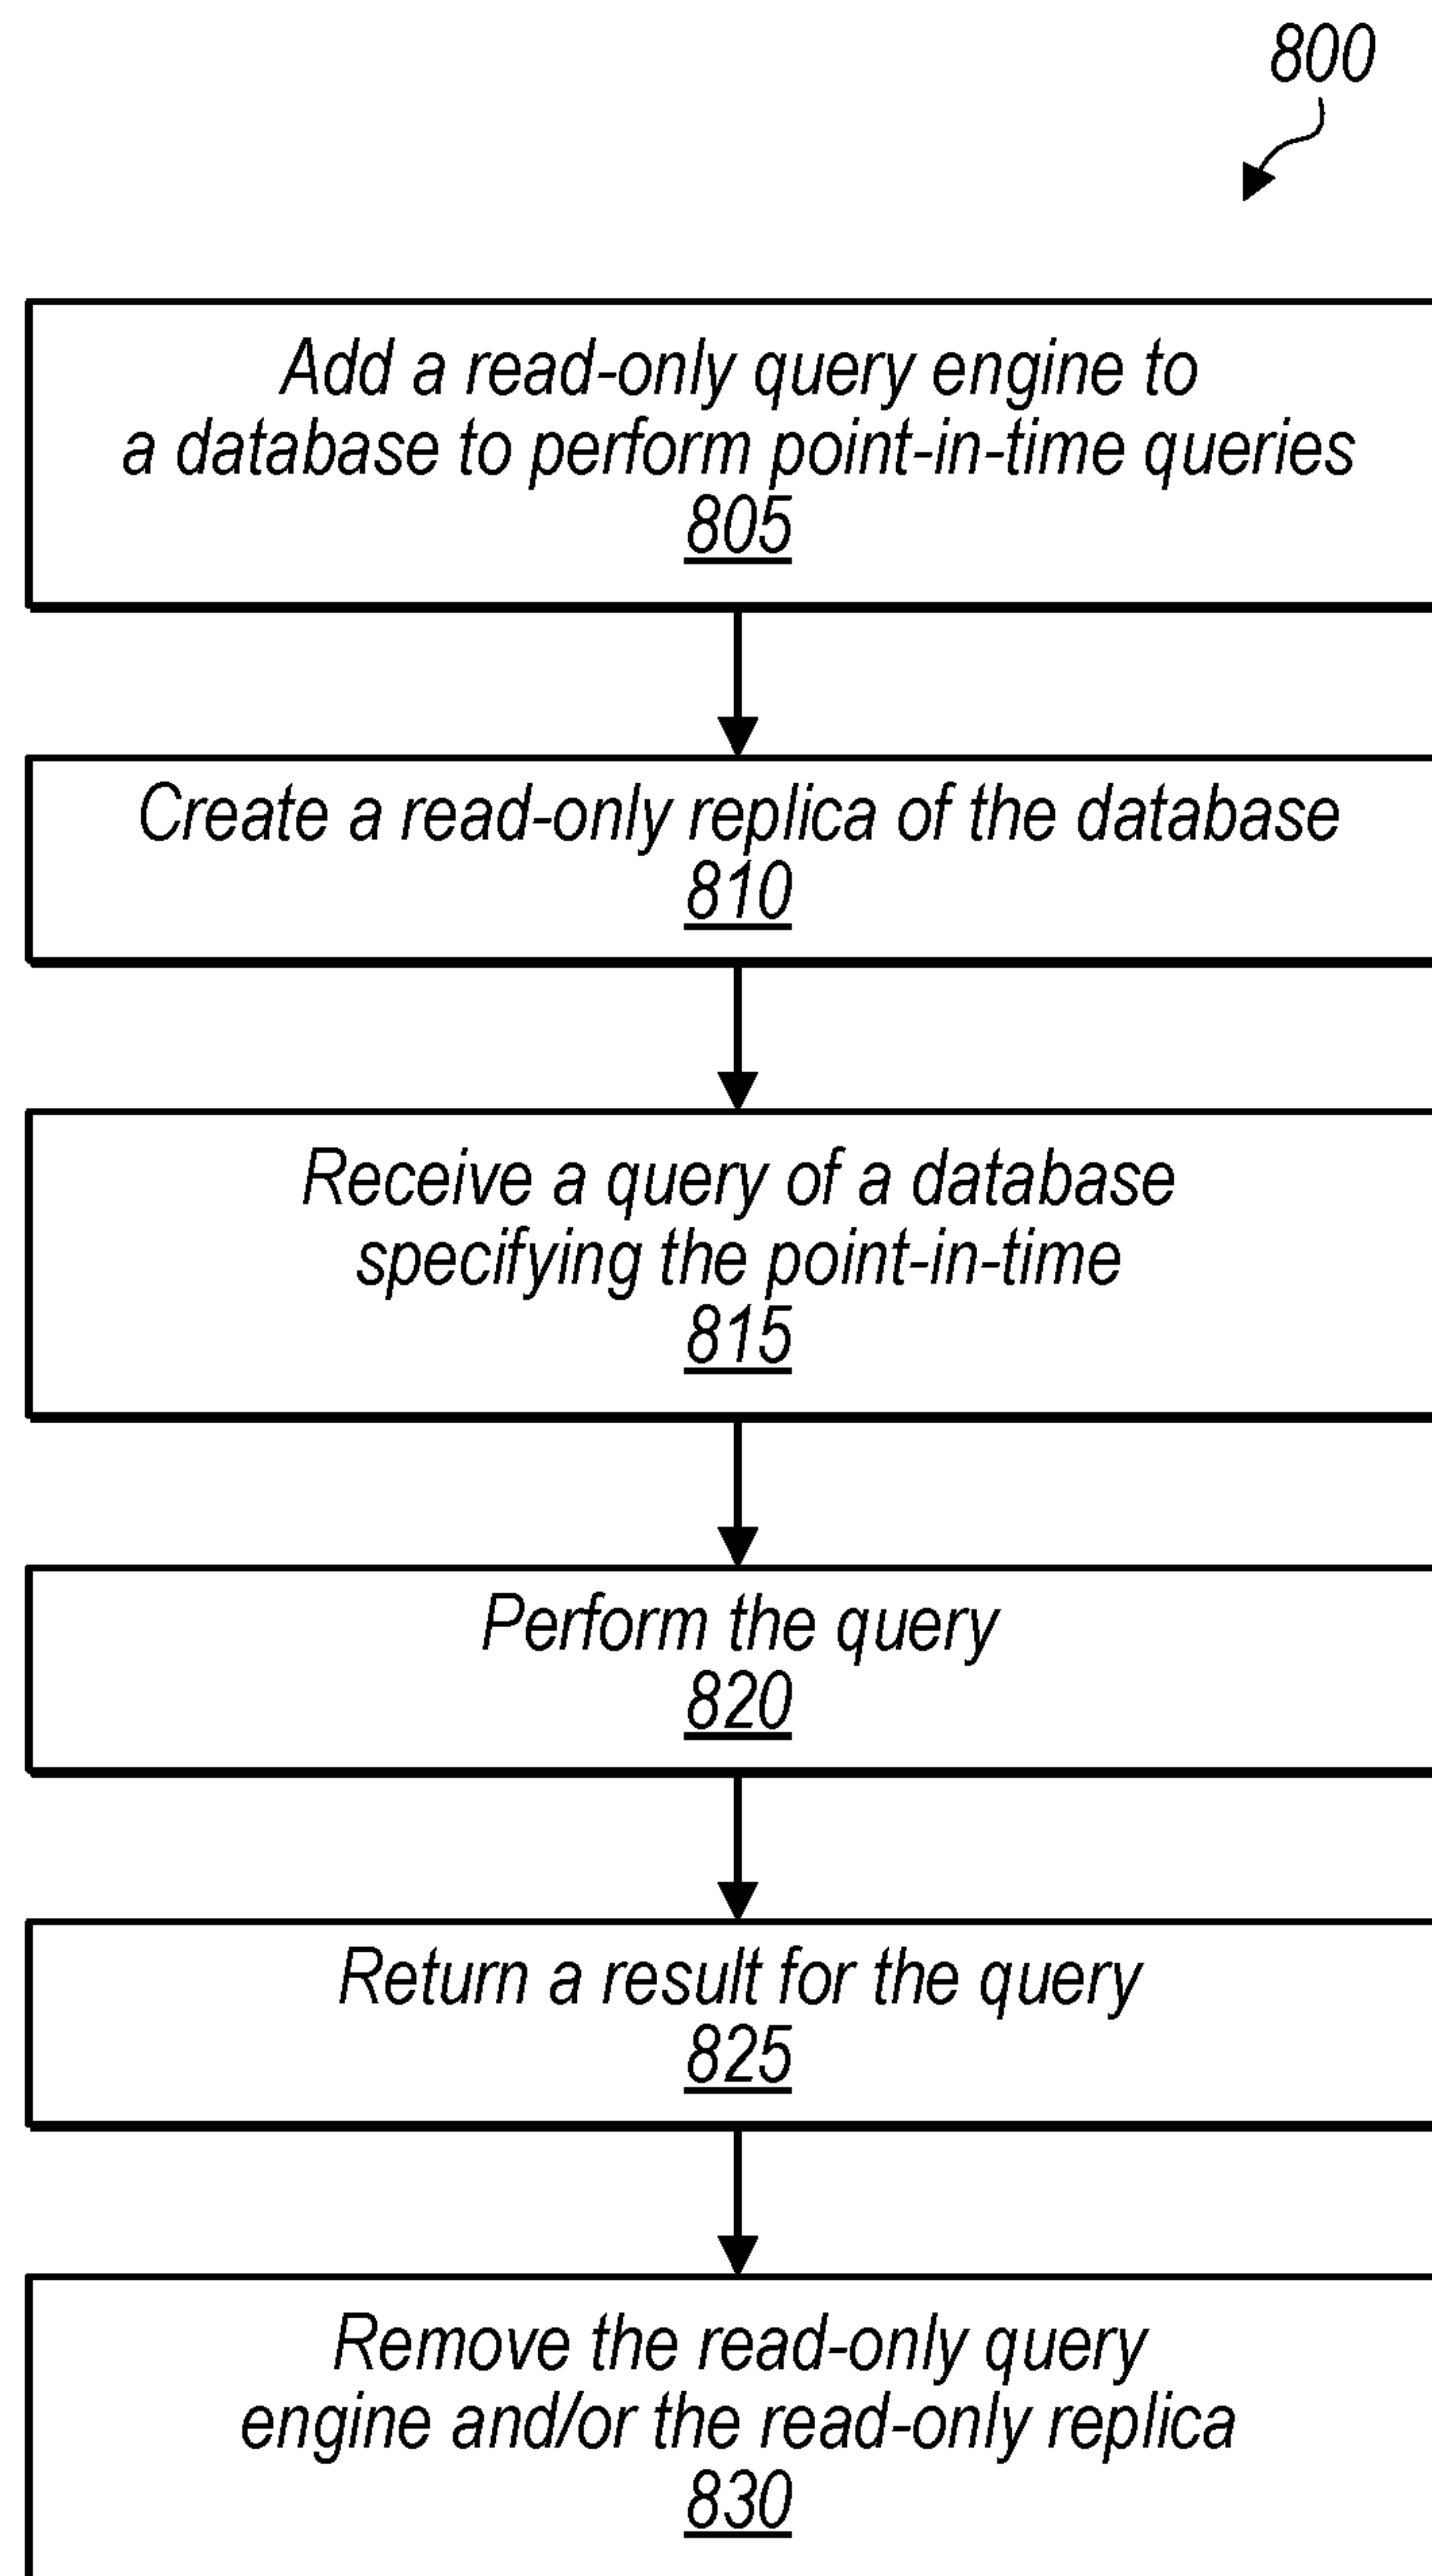 800
Add a read-only query engine to
a database to perform point-in-time queries
805
Create a read-only replica of the database
810
Receive a query of a database
specifying the point-in-time
815
Perform the query
820
Return a result for the query
825
Remove the read-only query
engine and/or the read-only replica
830